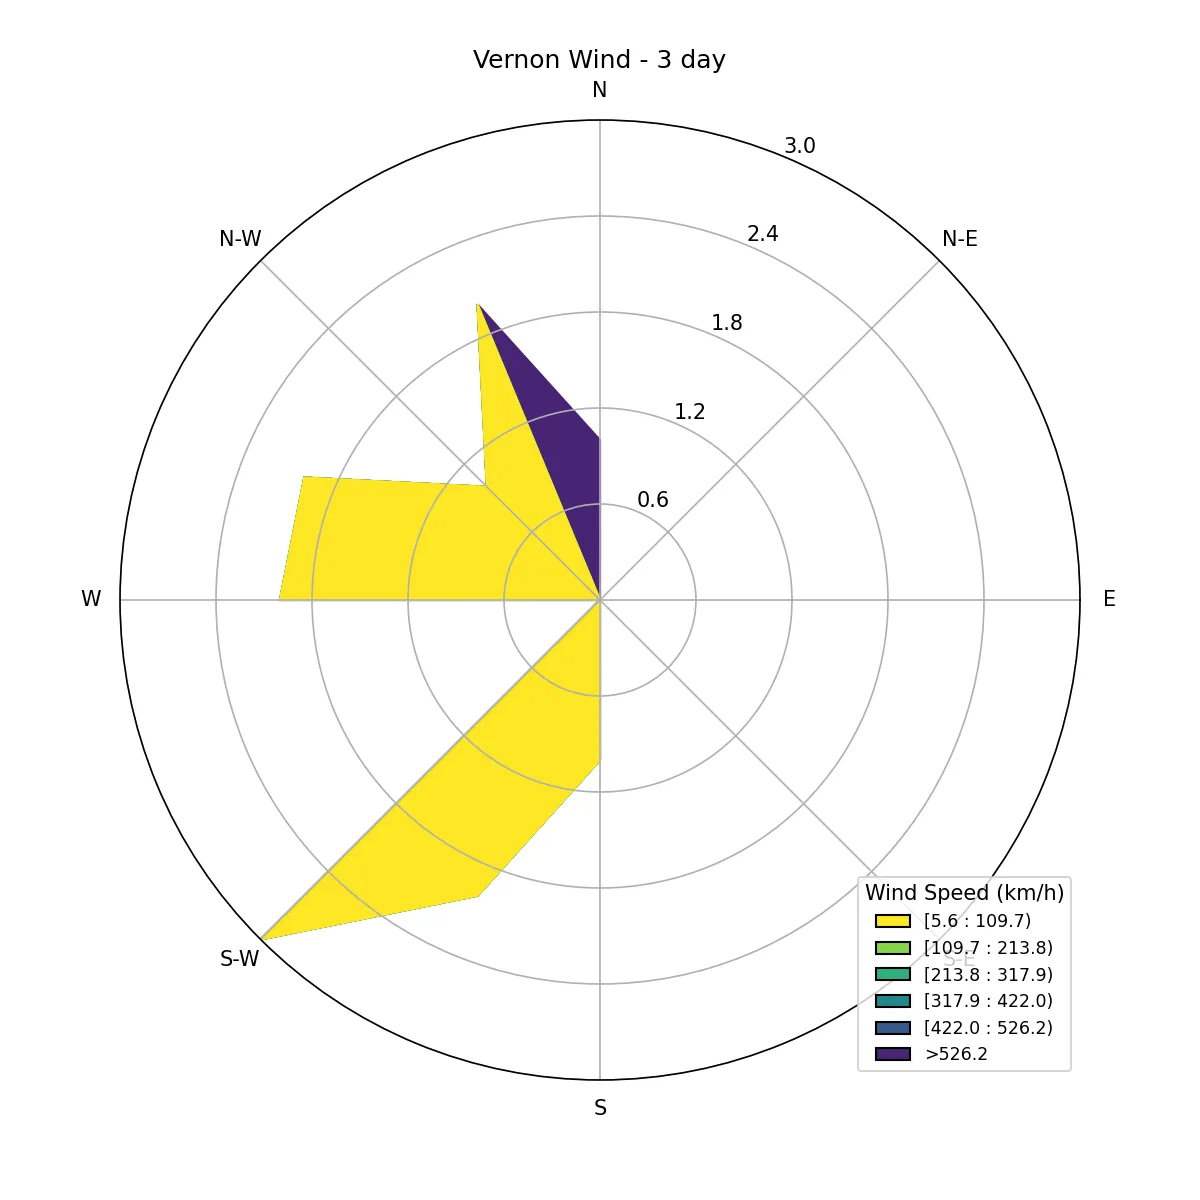 Vernon Wind - 3 day
N
3.0
N-W
N-E
2.4
1.8
1.2
0.6
W
E
Wind Speed (km/h)
[5.6 : 109.7)
[109.7 : 213.8)
S-W
S-E
[213.8 : 317.9)
[317.9 : 422.0)
[422.0 : 526.2)
>526.2
S